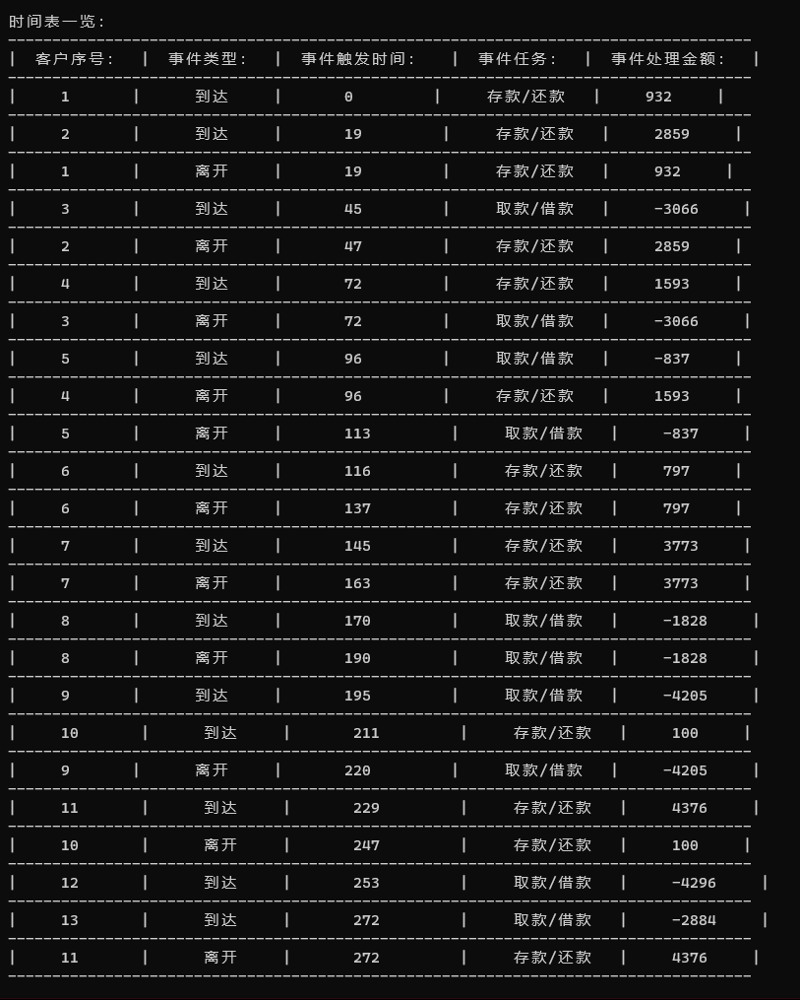 时间表一览:
| 客户序号: | 事件类型: | 事件触发时间: | 事件任务: | 事件处理金额: |
| 1 | 到达 | 0 | 存款/还款 | 932 |
| 2 | 到达 | 19 | 存款/还款 | 2859 |
| 1 | 离开 | 19 | 存款/还款 | 932 |
| 3 | 到达 | 45 | 取款/借款 | -3066 |
| 2 | 离开 | 47 | 存款/还款 | 2859 |
| 4 | 到达 | 72 | 存款/还款 | 1593 |
| 3 | 离开 | 72 | 取款/借款 | -3066 |
| 5 | 到达 | 96 | 取款/借款 | -837 |
| 4 | 离开 | 96 | 存款/还款 | 1593 |
| 5 | 离开 | 113 | 取款/借款 | -837 |
| 6 | 到达 | 116 | 存款/还款 | 797 |
| 6 | 离开 | 137 | 存款/还款 | 797 |
| 7 | 到达 | 145 | 存款/还款 | 3773 |
| 7 | 离开 | 163 | 存款/还款 | 3773 |
| 8 | 到达 | 170 | 取款/借款 | -1828 |
| 8 | 离开 | 190 | 取款/借款 | -1828 |
| 9 | 到达 | 195 | 取款/借款 | -4205 |
| 10 | 到达 | 211 | 存款/还款 | 100 |
| 9 | 离开 | 220 | 取款/借款 | -4205 |
| 11 | 到达 | 229 | 存款/还款 | 4376 |
| 10 | 离开 | 247 | 存款/还款 | 100 |
| 12 | 到达 | 253 | 取款/借款 | -4296 |
| 13 | 到达 | 272 | 取款/借款 | -2884 |
| 11 | 离开 | 272 | 存款/还款 | 4376 |